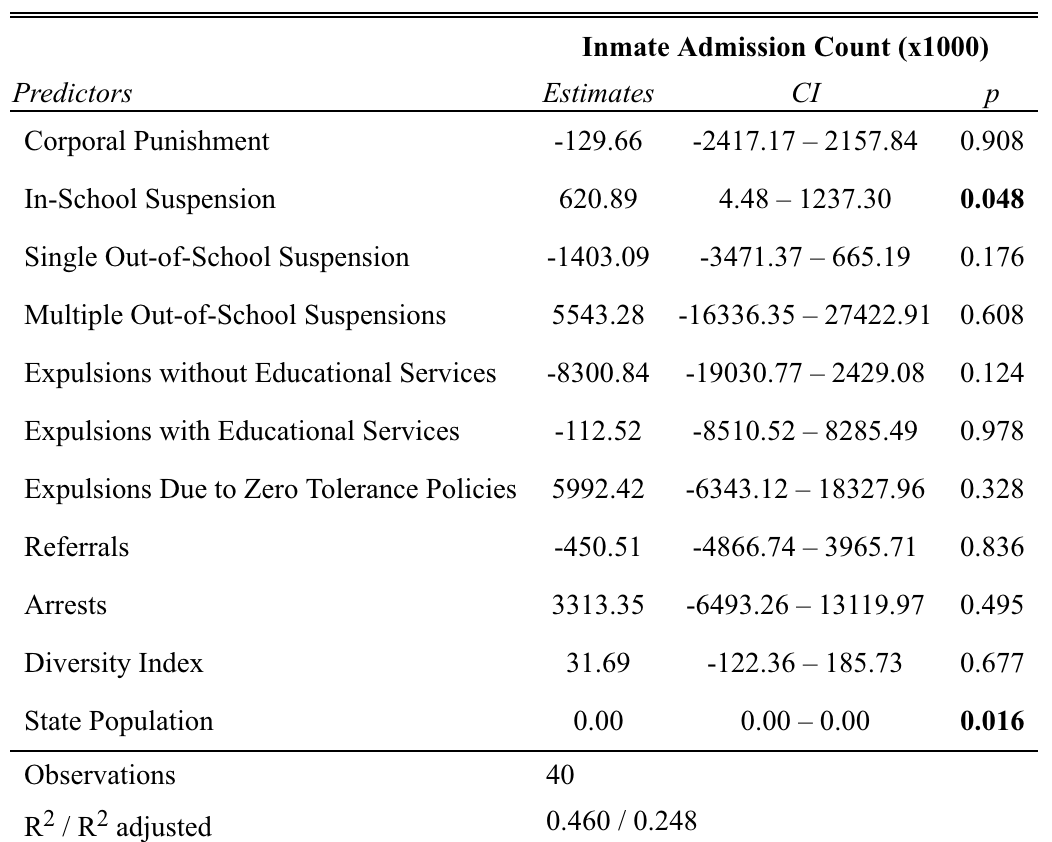 Inmate Admission Count (x1000)
Predictors Estimates CI p
Corporal Punishment -129.66 -2417.17 – 2157.84 0.908
In-School Suspension 620.89 4.48 – 1237.30 0.048
Single Out-of-School Suspension -1403.09 -3471.37 – 665.19 0.176
Multiple Out-of-School Suspensions 5543.28 -16336.35 – 27422.91 0.608
Expulsions without Educational Services -8300.84 -19030.77 – 2429.08 0.124
Expulsions with Educational Services -112.52 -8510.52 – 8285.49 0.978
Expulsions Due to Zero Tolerance Policies 5992.42 -6343.12 – 18327.96 0.328
Referrals -450.51 -4866.74 – 3965.71 0.836
Arrests 3313.35 -6493.26 – 13119.97 0.495
Diversity Index 31.69 -122.36 – 185.73 0.677
State Population 0.00 0.00 – 0.00 0.016
Observations 40
R² / R² adjusted 0.460 / 0.248